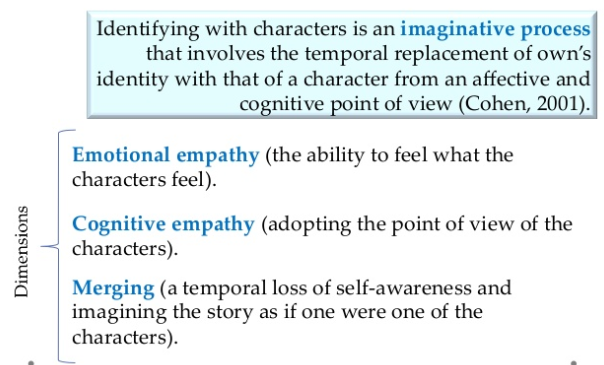 Identifying with characters is an imaginative process
that involves the temporal replacement of own's
identity with that of a character from an affective and
cognitive point of view (Cohen, 2001).
Dimensions
Emotional empathy (the ability to feel what the
characters feel).
Cognitive empathy (adopting the point of view of the
characters).
Merging (a temporal loss of self-awareness and
imagining the story as if one were one of the
characters).